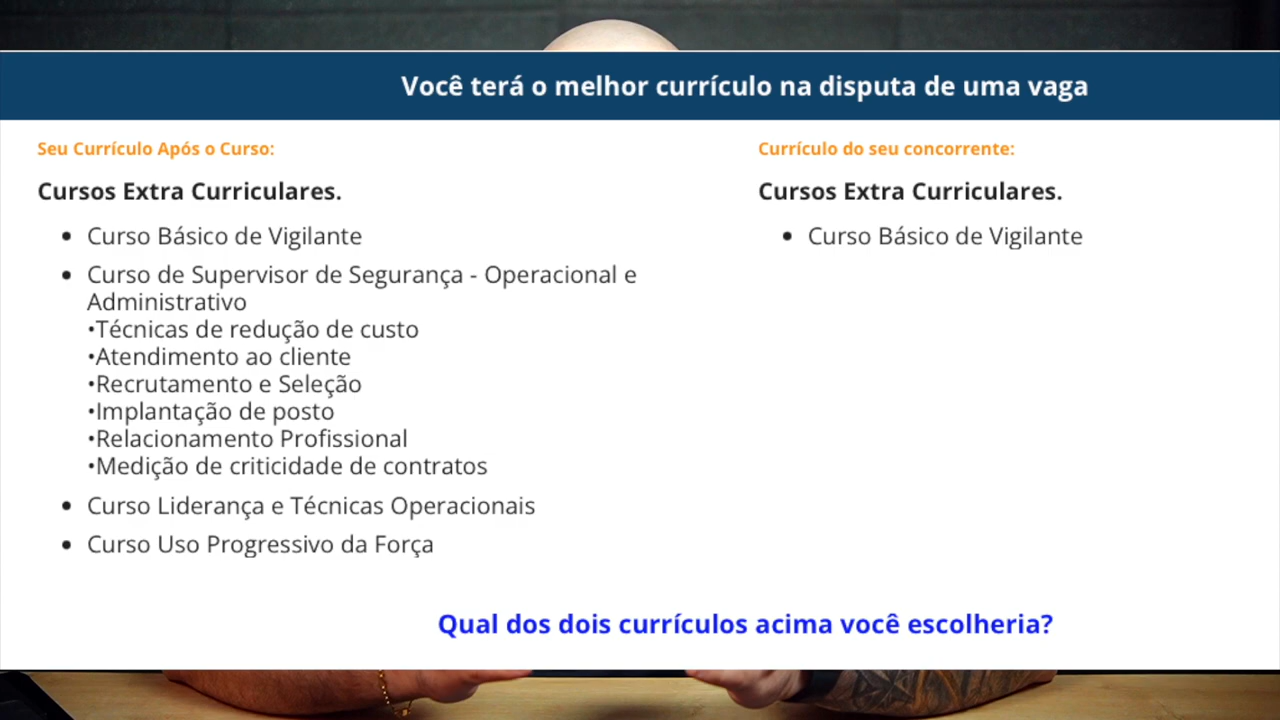 Você terá o melhor currículo na disputa de uma vaga
Seu Currículo Após o Curso:
Cursos Extra Curriculares.
• Curso Básico de Vigilante
• Curso de Supervisor de Segurança - Operacional e
Administrativo
•Técnicas de redução de custo
•Atendimento ao cliente
•Recrutamento e Seleção
•Implantação de posto
•Relacionamento Profissional
•Medição de criticidade de contratos
• Curso Liderança e Técnicas Operacionais
• Curso Uso Progressivo da Força
Currículo do seu concorrente:
Cursos Extra Curriculares.
• Curso Básico de Vigilante
Qual dos dois currículos acima você escolheria?